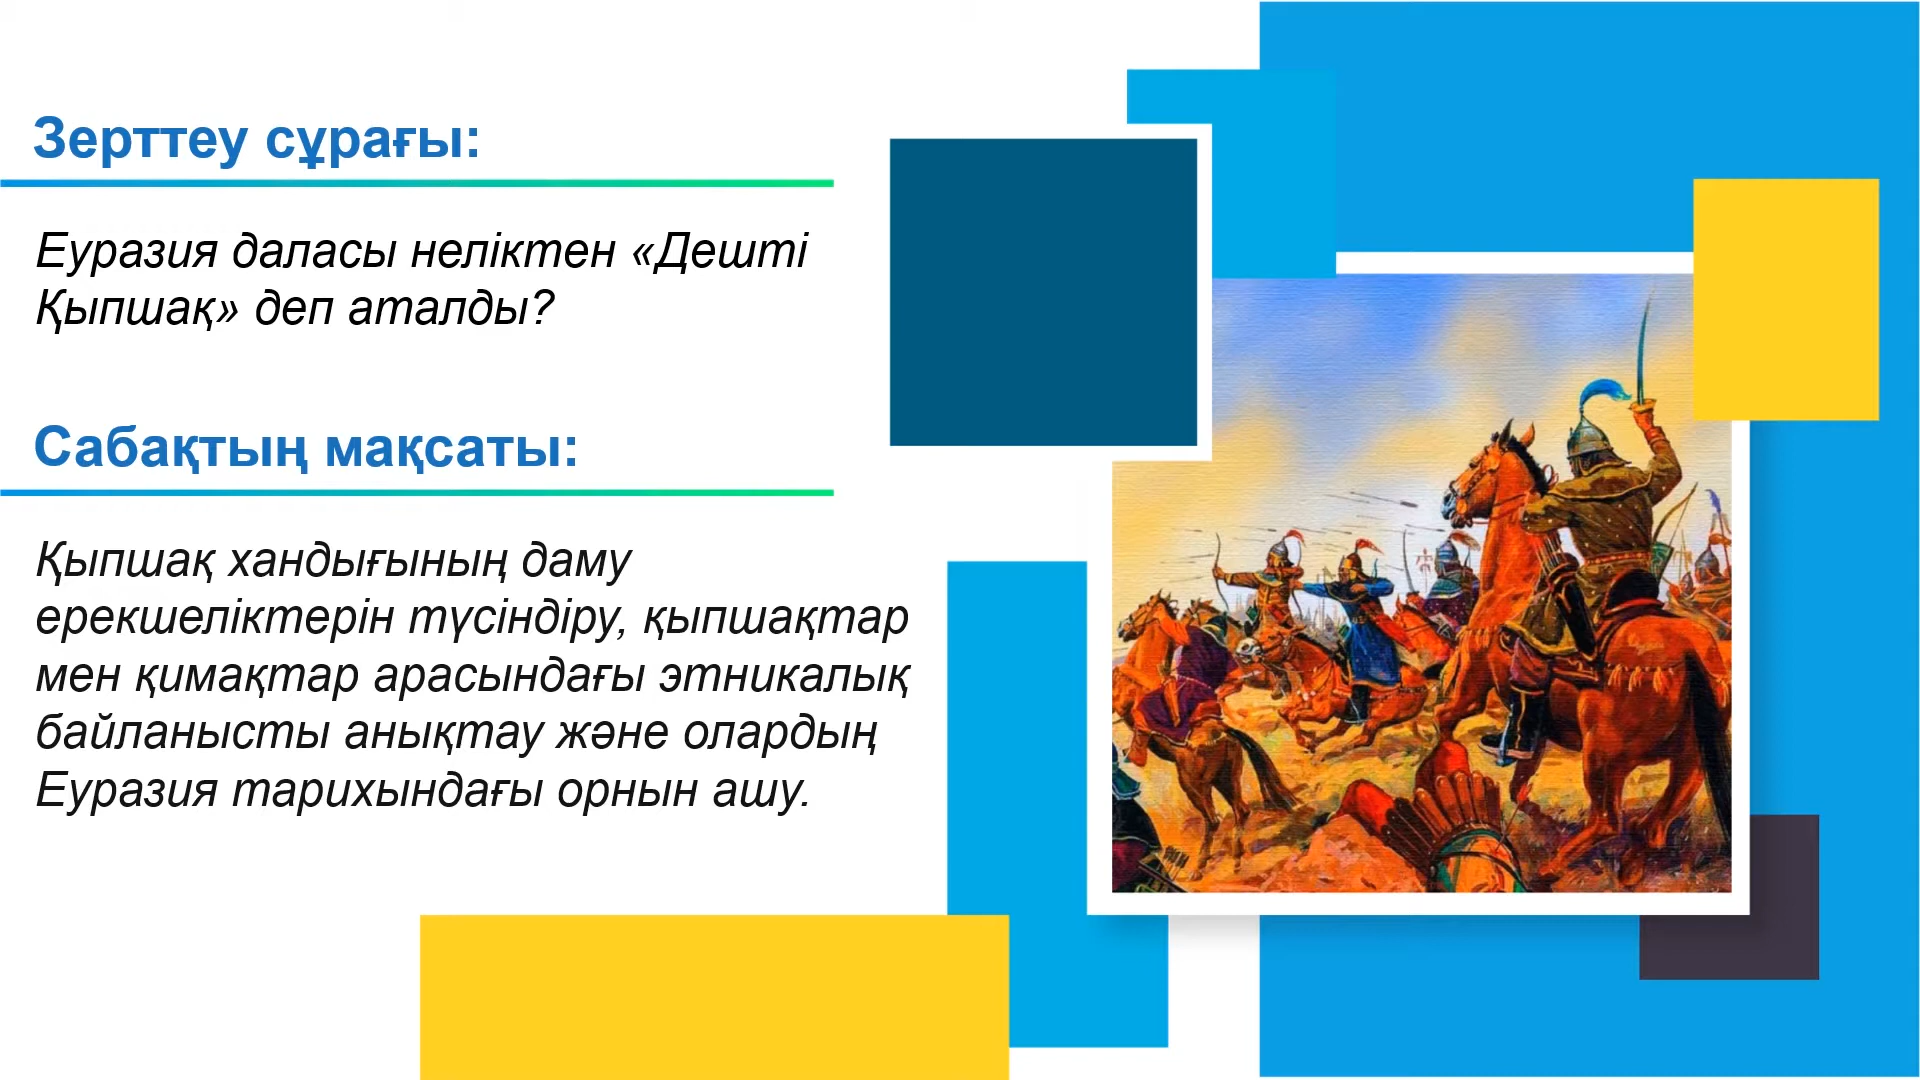 Зерттеу сұрағы:
Еуразия даласы неліктен «Дешті
Қыпшақ» деп аталды?
Сабақтың мақсаты:
Қыпшақ хандығының даму
ерекшеліктерін түсіндіру, қыпшақтар
мен қимақтар арасындағы этникалық
байланысты анықтау және олардың
Еуразия тарихындағы орнын ашу.